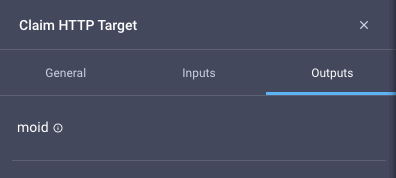 Claim HTTP Target
General Inputs Outputs
moid